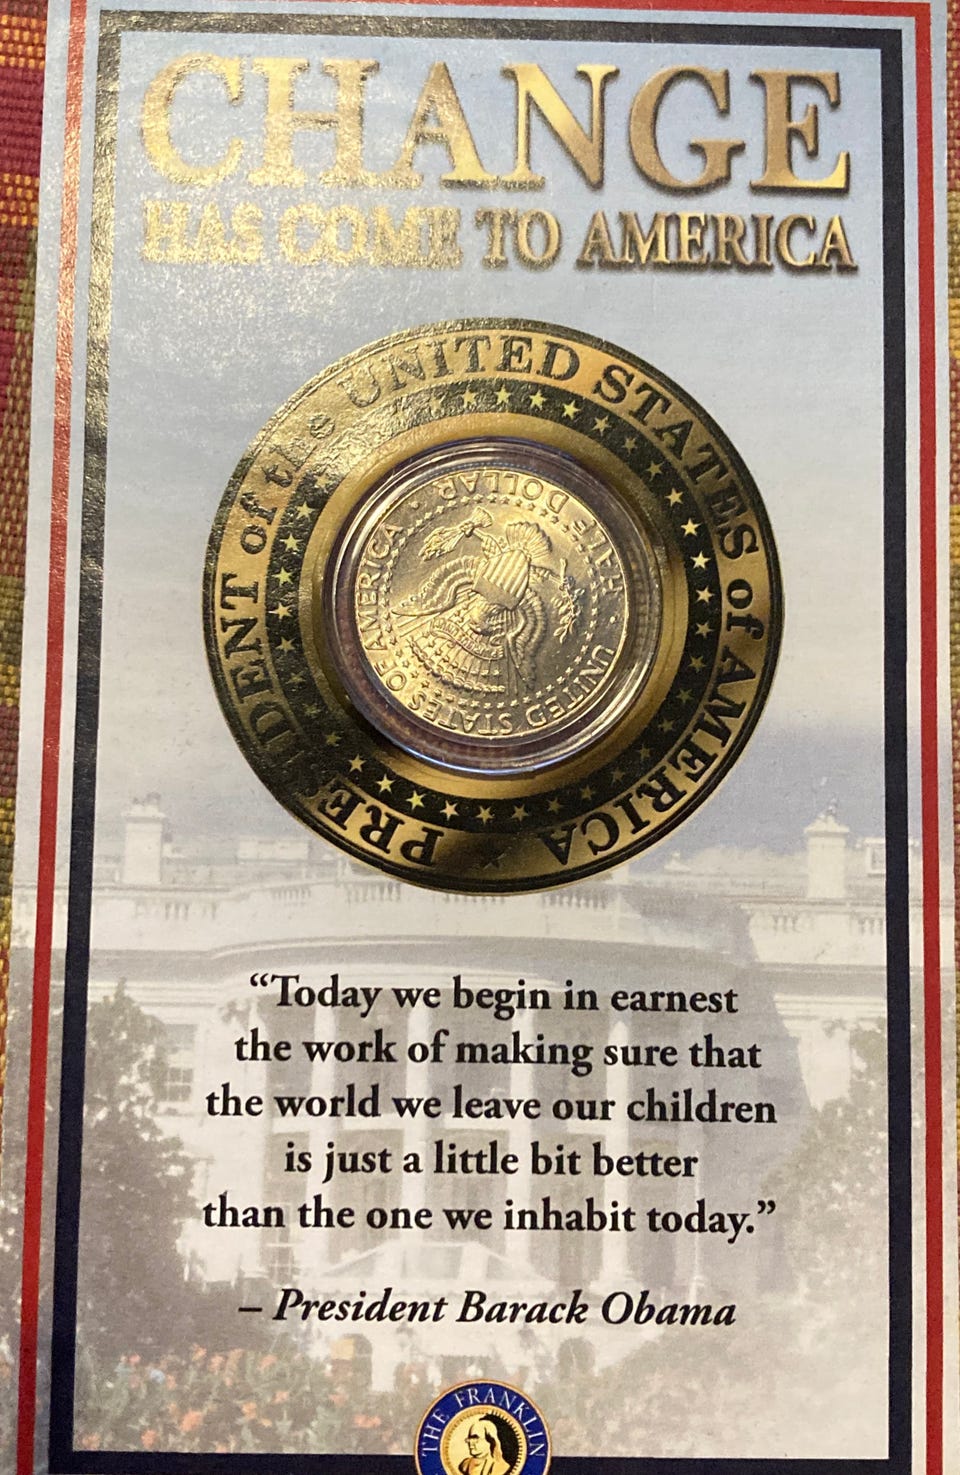 CHANGE
HAS COME TO AMERICA
PRESIDENT of the UNITED STATES of AMERICA
UNITED STATES OF AMERICA
HALF DOLLAR
“Today we begin in earnest
the work of making sure that
the world we leave our children
is just a little bit better
than the one we inhabit today.”
– President Barack Obama
THE FRANKLIN